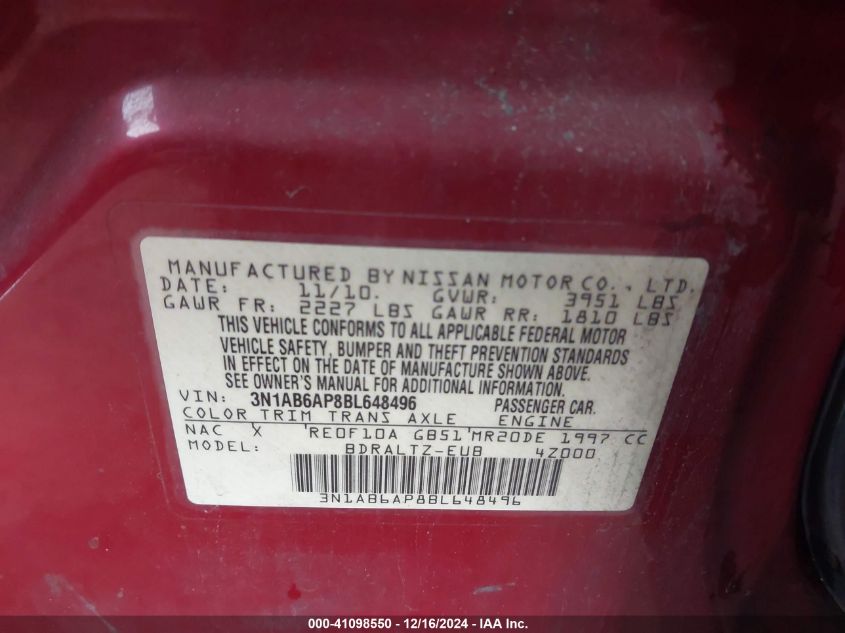 MANUFACTURED BY NISSAN MOTOR CO., LTD.
DATE: 11/10. GVWR: 3951 LBS
GAWR FR: 2227 LBS GAWR RR: 1810 LBS
THIS VEHICLE CONFORMS TO ALL APPLICABLE FEDERAL MOTOR
VEHICLE SAFETY, BUMPER AND THEFT PREVENTION STANDARDS
IN EFFECT ON THE DATE OF MANUFACTURE SHOWN ABOVE.
SEE OWNER'S MANUAL FOR ADDITIONAL INFORMATION.
VIN: 3N1AB6AP8BL648496 PASSENGER CAR.
COLOR TRIM TRANS AXLE ENGINE
NAC X RE0F10A GB51 MR20DE 1997 CC
MODEL: BDRALTZ-EUB 4Z000
3N1AB6AP8BL648496
000-41098550 - 12/16/2024 - IAA Inc.